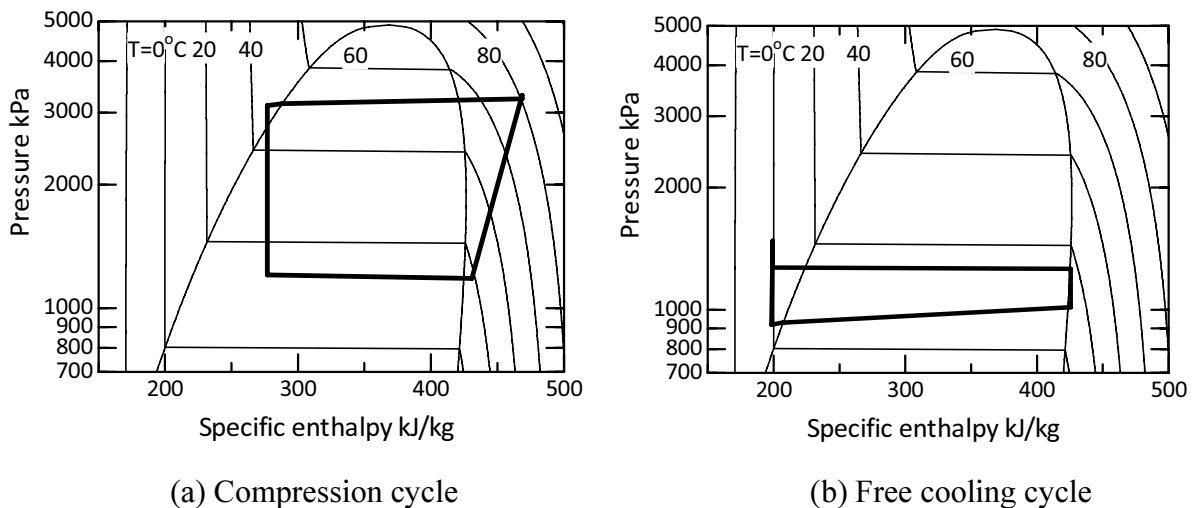 5000
4000
3000
2000
1000
900
800
700
Pressure kPa
T=0°C 20 40 60 80
200 300 400 500
Specific enthalpy kJ/kg
(a) Compression cycle
5000
4000
3000
2000
1000
900
800
700
Pressure kPa
T=0°C 20 40 60 80
200 300 400 500
Specific enthalpy kJ/kg
(b) Free cooling cycle